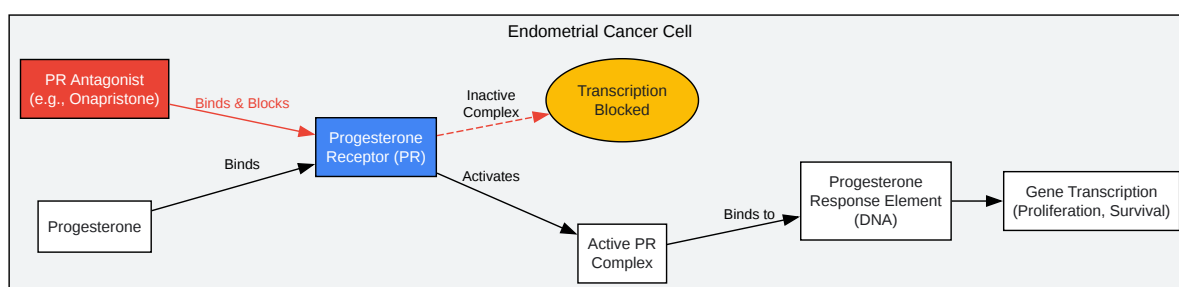 Endometrial Cancer Cell
PR Antagonist
(e.g., Onapristone)
Binds & Blocks
Inactive
Complex
Transcription
Blocked
Progesterone
Receptor (PR)
Binds
Activates
Progesterone
Active PR
Complex
Binds to
Progesterone
Response Element
(DNA)
Gene Transcription
(Proliferation, Survival)